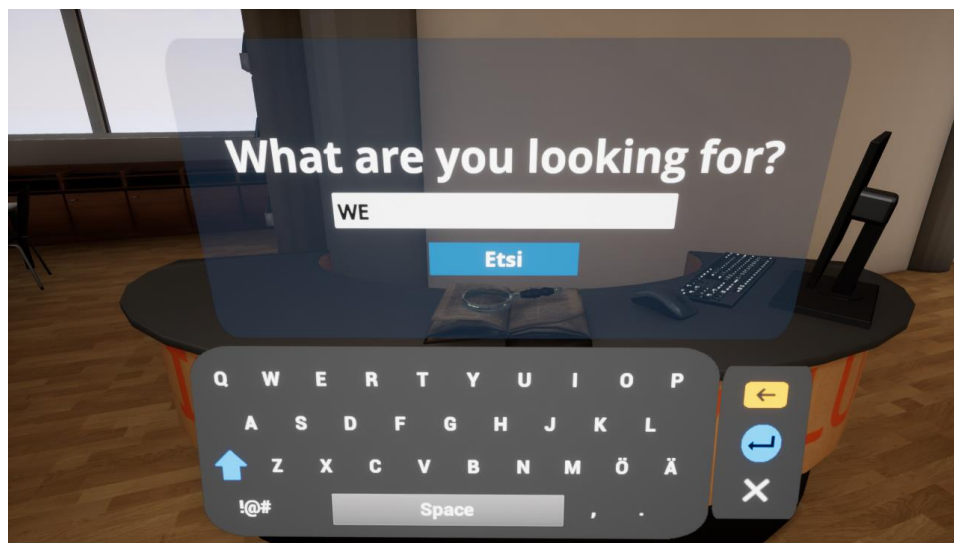 What are you looking for?
WE
Etsi
Q W E R T Y U I O P
A S D F G H J K L
Z X C V B N M Ö Ä
!@# Space , .